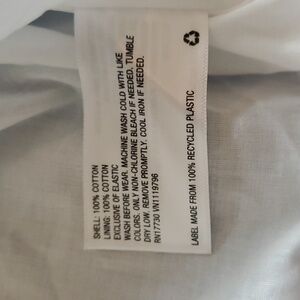 SHELL: 100% COTTON
LINING: 100% COTTON
EXCLUSIVE OF ELASTIC
WASH BEFORE WEAR. MACHINE WASH COLD WITH LIKE
COLORS. ONLY NON-CHLORINE BLEACH IF NEEDED. TUMBLE
DRY LOW. REMOVE PROMPTLY. COOL IRON IF NEEDED.
RN17730 VN1119796
LABEL MADE FROM 100% RECYCLED PLASTIC